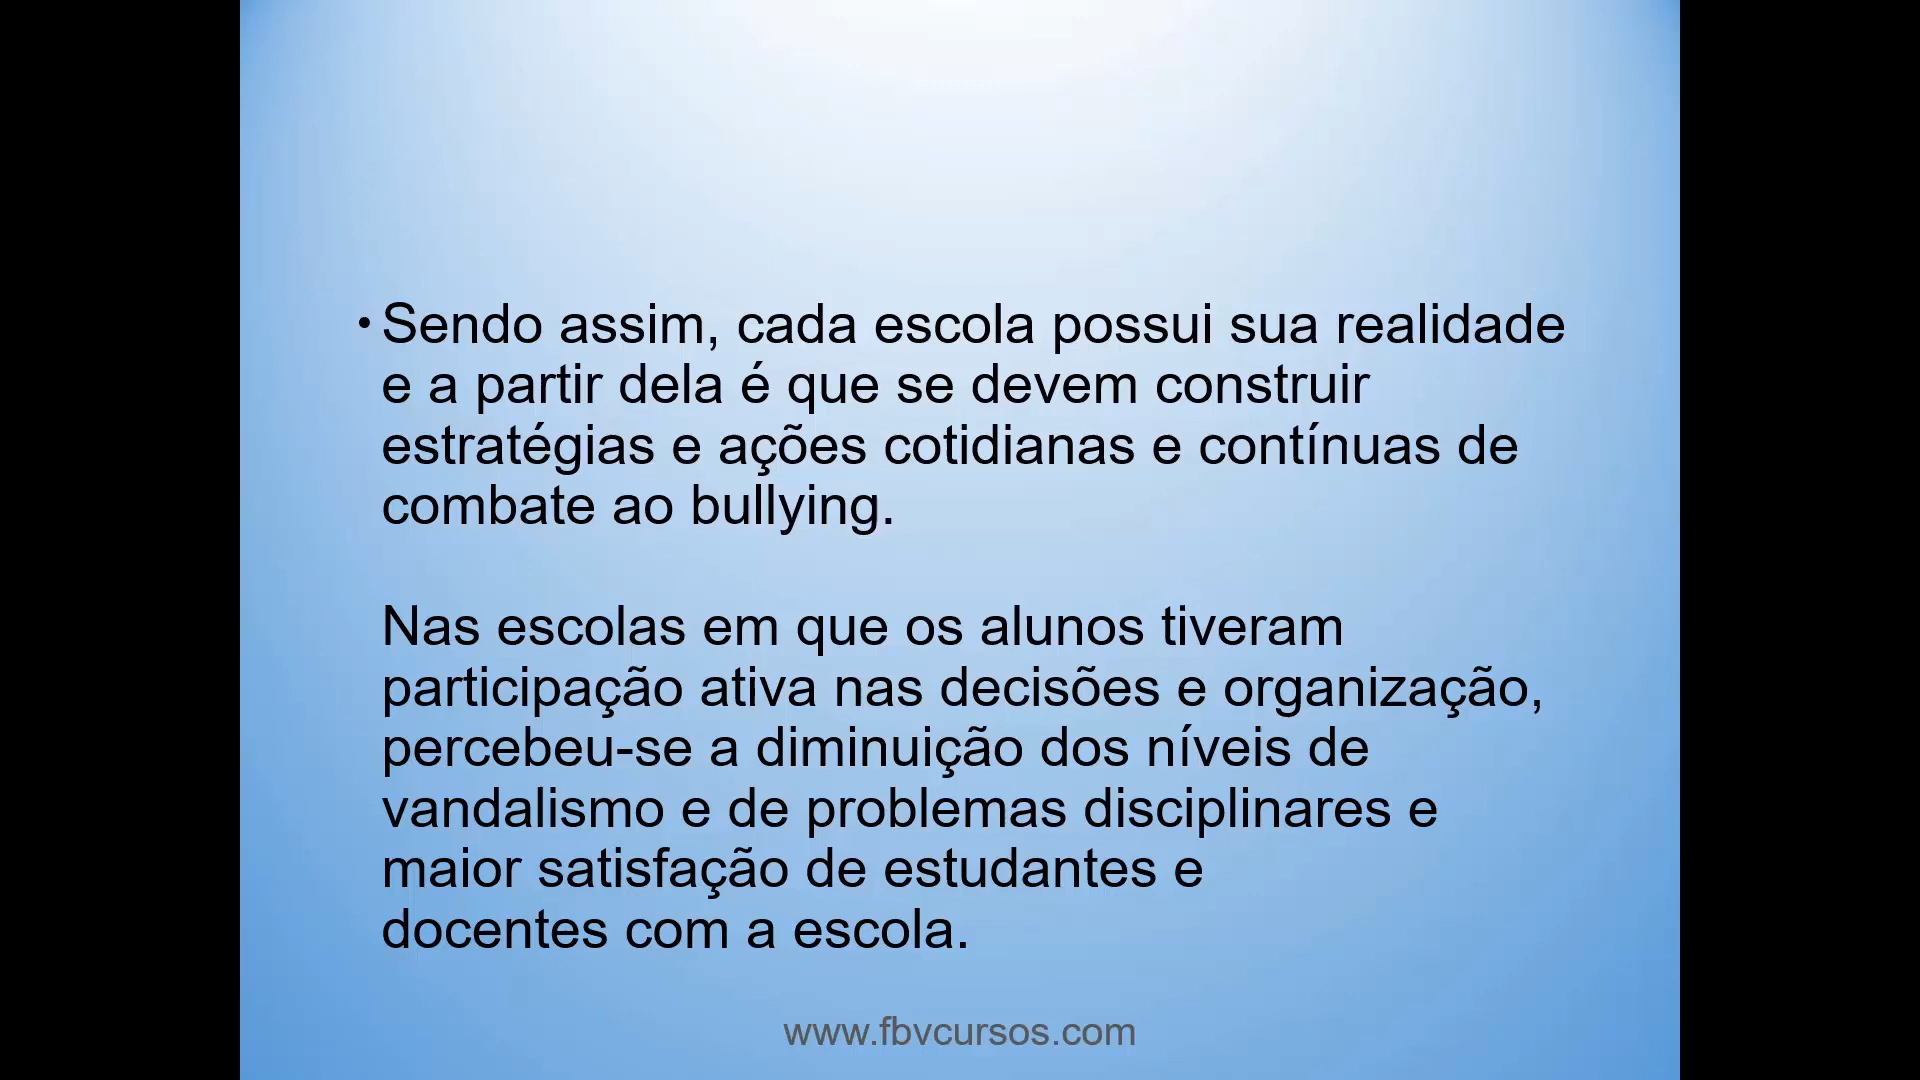 • Sendo assim, cada escola possui sua realidade
e a partir dela é que se devem construir
estratégias e ações cotidianas e contínuas de
combate ao bullying.
Nas escolas em que os alunos tiveram
participação ativa nas decisões e organização,
percebeu-se a diminuição dos níveis de
vandalismo e de problemas disciplinares e
maior satisfação de estudantes e
docentes com a escola.
www.fbvcursos.com